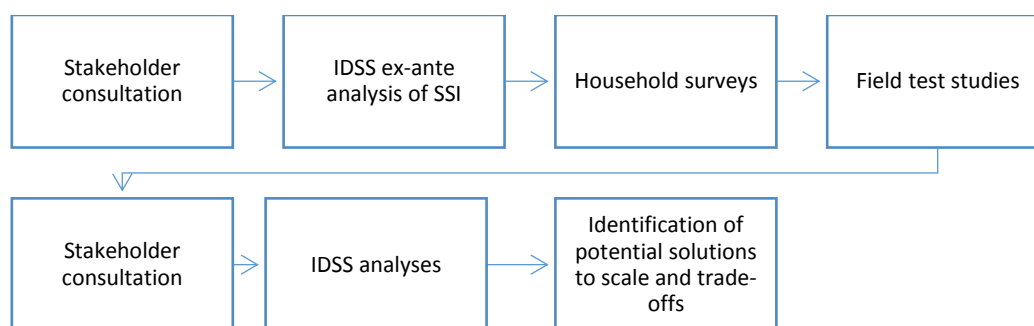 Stakeholder
consultation
IDSS ex-ante
analysis of SSI
Household surveys
Field test studies
Stakeholder
consultation
IDSS analyses
Identification of
potential solutions
to scale and trade-
offs